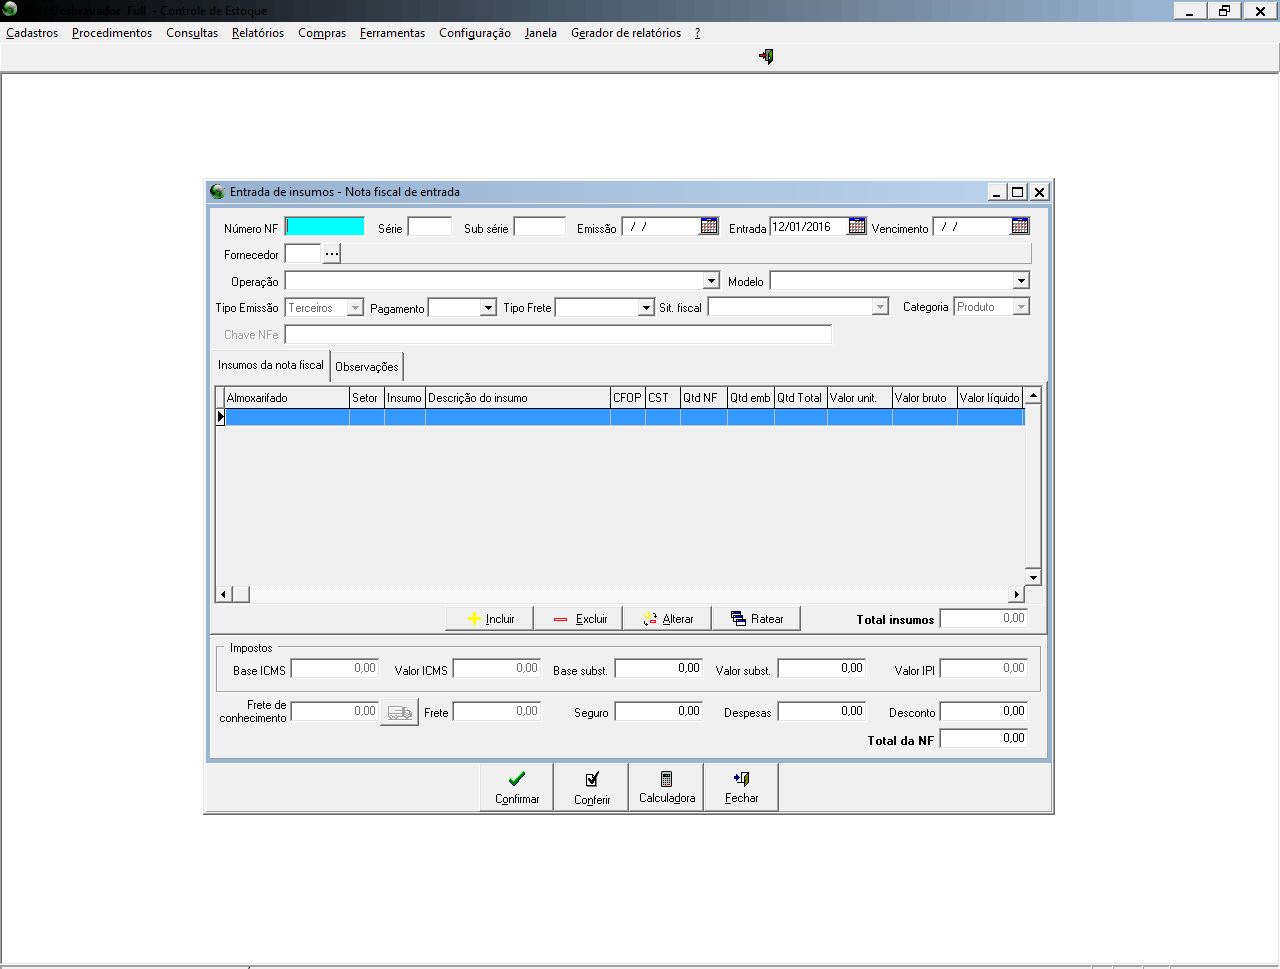 Desbravador Full - Controle de Estoque
Cadastros Procedimentos Consultas Relatórios Compras Ferramentas Configuração Janela Gerador de relatórios ?
Entrada de insumos - Nota fiscal de entrada
Número NF Série Sub série Emissão / / Entrada 12/01/2016 Vencimento / /
Fornecedor ...
Operação Modelo
Tipo Emissão Terceiros Pagamento Tipo Frete Sit. fiscal Categoria Produto
Chave NFe
Insumos da nota fiscal Observações
Almoxarifado Setor Insumo Descrição do insumo CFOP CST Qtd NF Qtd emb Qtd Total Valor unit. Valor bruto Valor líquido
Incluir Excluir Alterar Ratear Total insumos 0,00
Impostos
Base ICMS 0,00 Valor ICMS 0,00 Base subst. 0,00 Valor subst. 0,00 Valor IPI 0,00
Frete de conhecimento 0,00 Frete 0,00 Seguro 0,00 Despesas 0,00 Desconto 0,00
Total da NF 0,00
Confirmar Conferir Calculadora Fechar